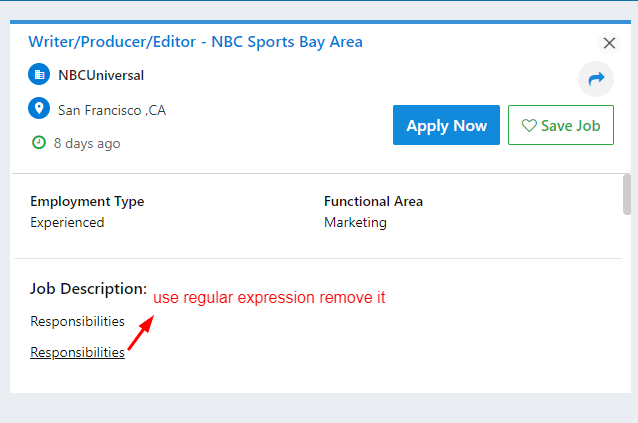 Writer/Producer/Editor - NBC Sports Bay Area
NBCUniversal
San Francisco ,CA
Apply Now
Save Job
8 days ago
Employment Type
Functional Area
Experienced
Marketing
Job Description:
use regular expression remove it
Responsibilities
Responsibilities